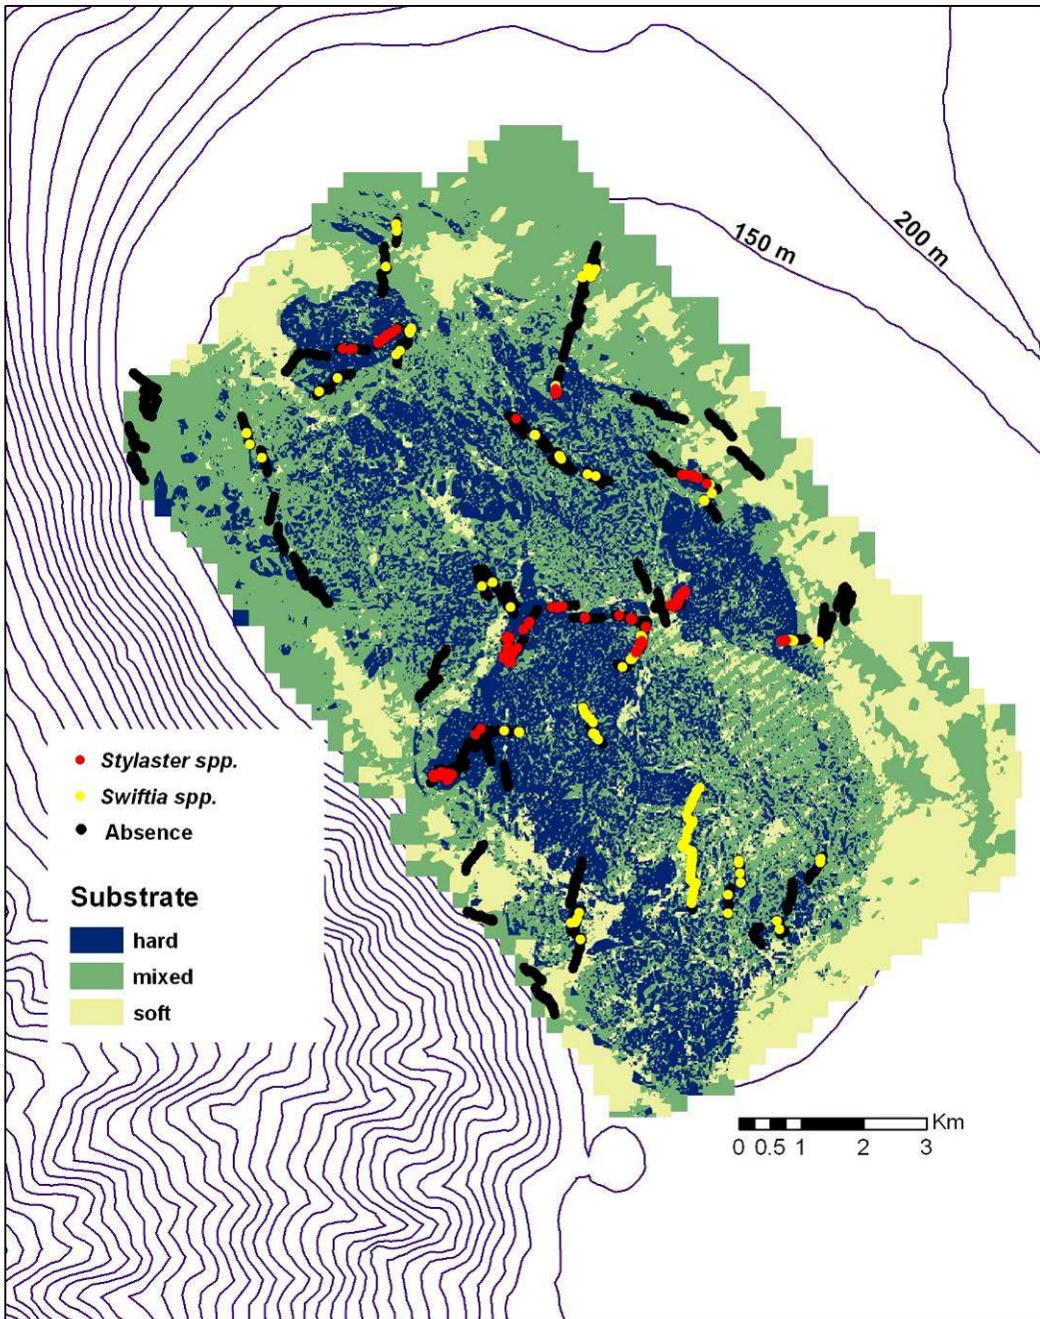 200 m
150 m
Stylaster spp.
Swiftia spp.
Absence
Substrate
hard
mixed
soft
Km
0 0.5 1 2 3